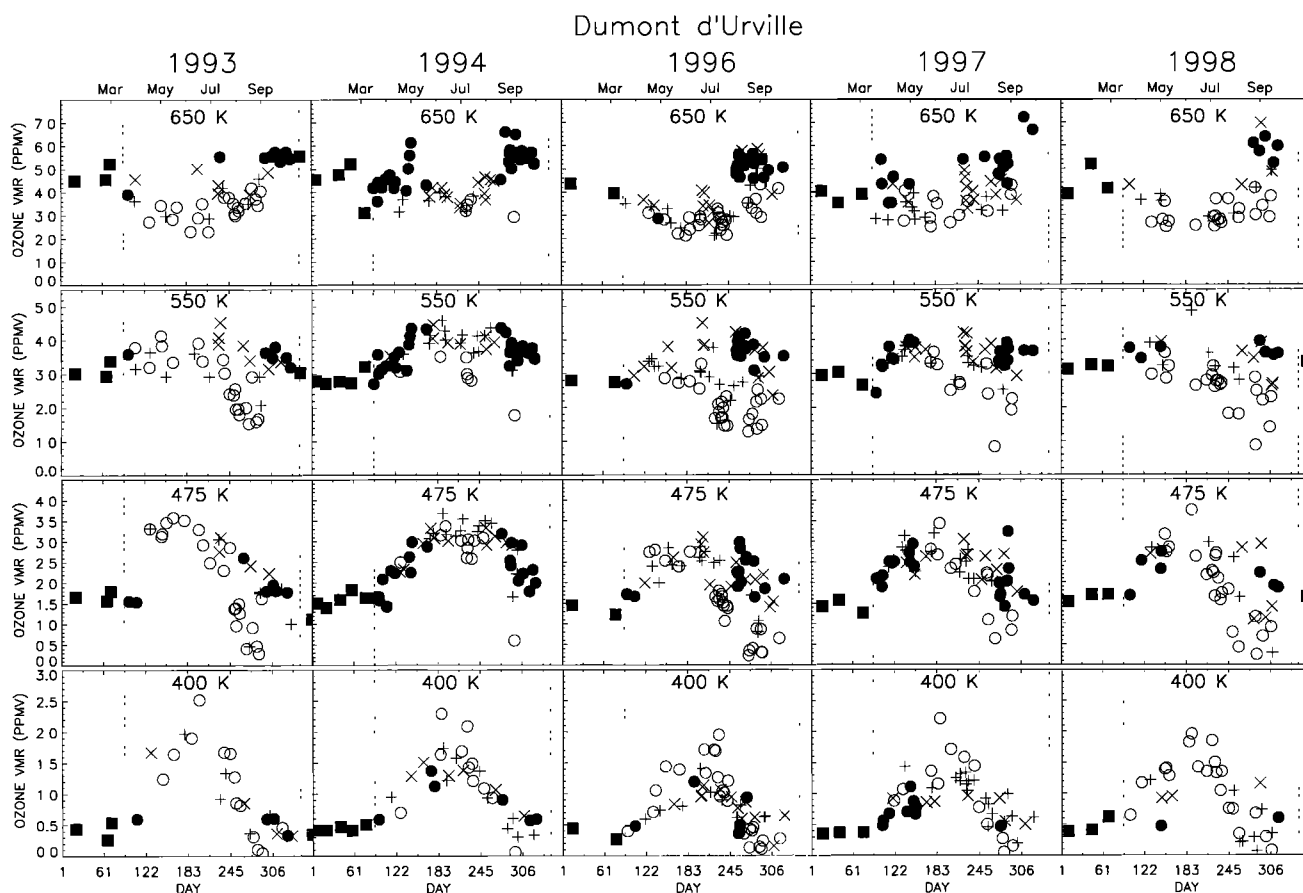 Dumont d'Urville
1993 1994 1996 1997 1998
Mar May Jul Sep Mar May Jul Sep Mar May Jul Sep Mar May Jul Sep Mar May Jul Sep
650 K 650 K 650 K 650 K 650 K
OZONE VMR (PPMV)
7.0
6.0
5.0
4.0
3.0
2.0
1.0
0.0
550 K 550 K 550 K 550 K 550 K
OZONE VMR (PPMV)
5.0
4.0
3.0
2.0
1.0
0.0
475 K 475 K 475 K 475 K 475 K
OZONE VMR (PPMV)
4.0
3.5
3.0
2.5
2.0
1.5
1.0
0.5
0.0
400 K 400 K 400 K 400 K 400 K
OZONE VMR (PPMV)
3.0
2.5
2.0
1.5
1.0
0.5
0.0
1 61 122 183 245 306 1 61 122 183 245 306 1 61 122 183 245 306 1 61 122 183 245 306 1 61 122 183 245 306
DAY DAY DAY DAY DAY